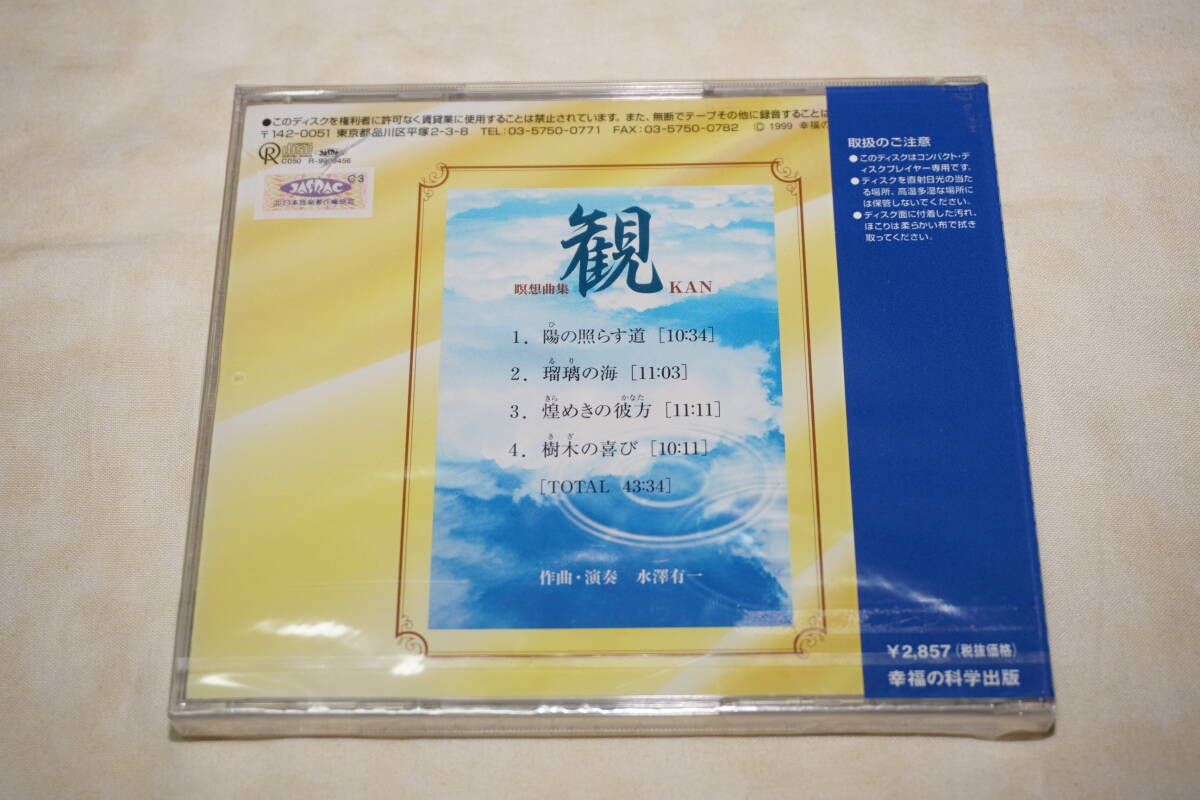 ●このディスクを権利者に許可なく賃貸業に使用することは禁止されています。また、無断でテープその他に録音することは
〒142-0051 東京都品川区平塚2-3-8 TEL:03-5750-0771 FAX:03-5750-0782 © 1999 幸福の
R
JASRAC
C3
観
瞑想曲集
KAN
ひ
1. 陽の照らす道 [10:34]
るり
2. 瑠璃の海 [11:03]
きら かなた
3. 煌めきの彼方 [11:11]
きぎ
4. 樹木の喜び [10:11]
[TOTAL 43:34]
作曲・演奏 水澤有一
取扱のご注意
●このディスクはコンパクト・デ
ィスクプレイヤー専用です。
●ディスクを直射日光の当た
る場所、高温多湿な場所に
は保管しないでください。
●ディスク面に付着した汚れ、
ほこりは柔らかい布で拭き
取ってください。
¥2,857(税抜価格)
幸福の科学出版